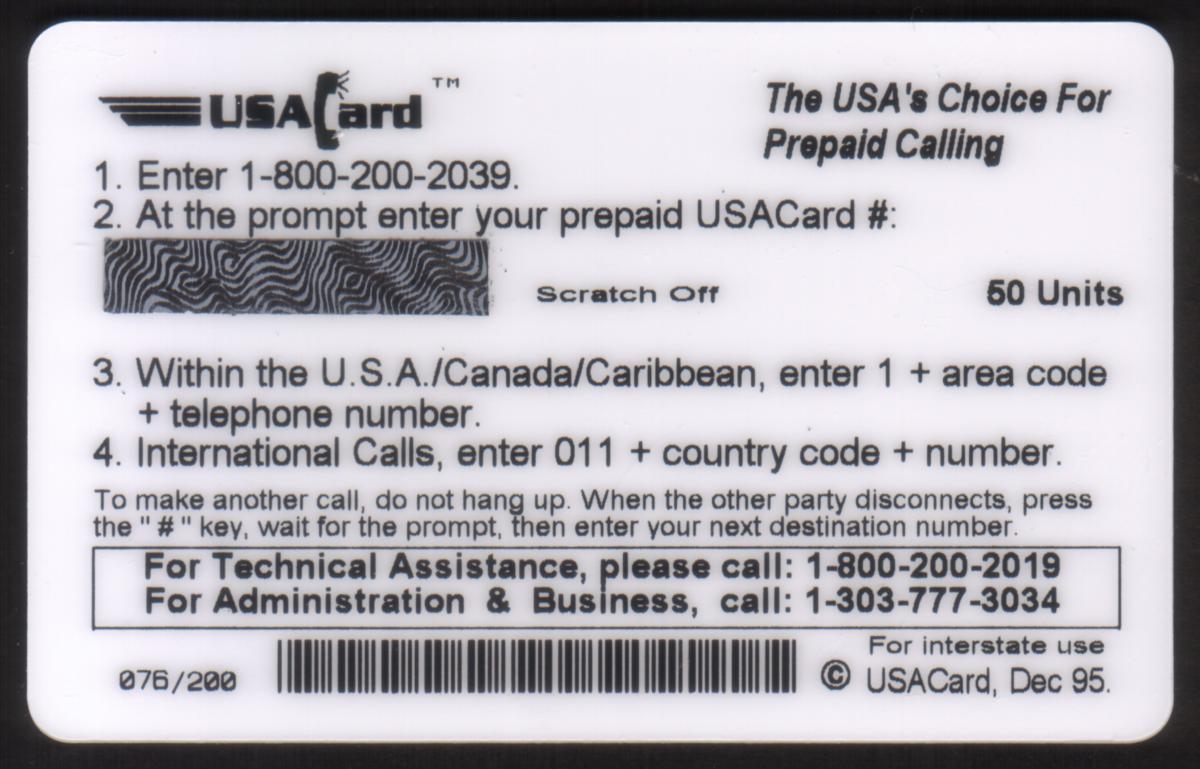 USACard ™
The USA's Choice For
Prepaid Calling
1. Enter 1-800-200-2039.
2. At the prompt enter your prepaid USACard #:
Scratch Off
50 Units
3. Within the U.S.A./Canada/Caribbean, enter 1 + area code
+ telephone number.
4. International Calls, enter 011 + country code + number.
To make another call, do not hang up. When the other party disconnects, press
the " # " key, wait for the prompt, then enter your next destination number.
For Technical Assistance, please call: 1-800-200-2019
For Administration & Business, call: 1-303-777-3034
076/200
For interstate use
© USACard, Dec 95.